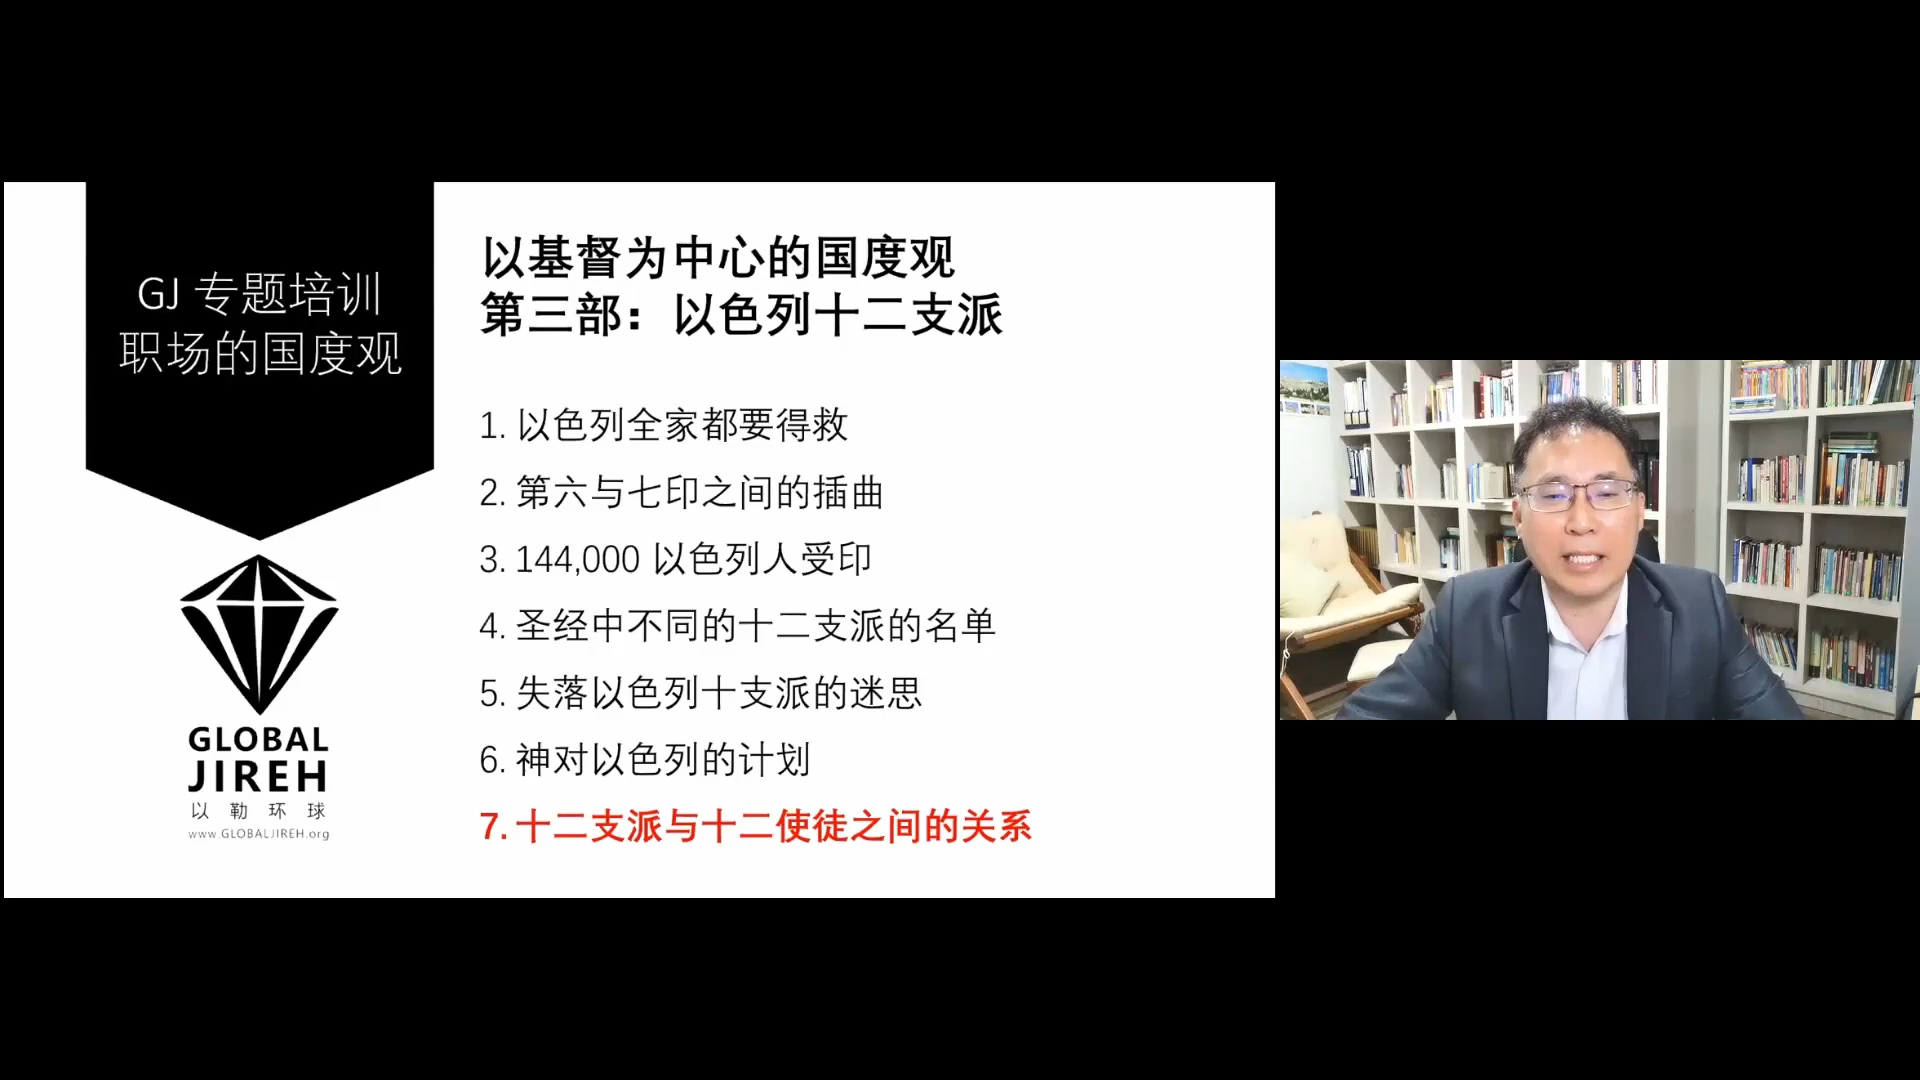 GJ 专题培训
职场的国度观
GLOBAL
JIREH
以勒环球
www.GLOBALJIREH.org
以基督为中心的国度观
第三部：以色列十二支派
1. 以色列全家都要得救
2. 第六与七印之间的插曲
3. 144,000 以色列人受印
4. 圣经中不同的十二支派的名单
5. 失落以色列十支派的迷思
6. 神对以色列的计划
7. 十二支派与十二使徒之间的关系